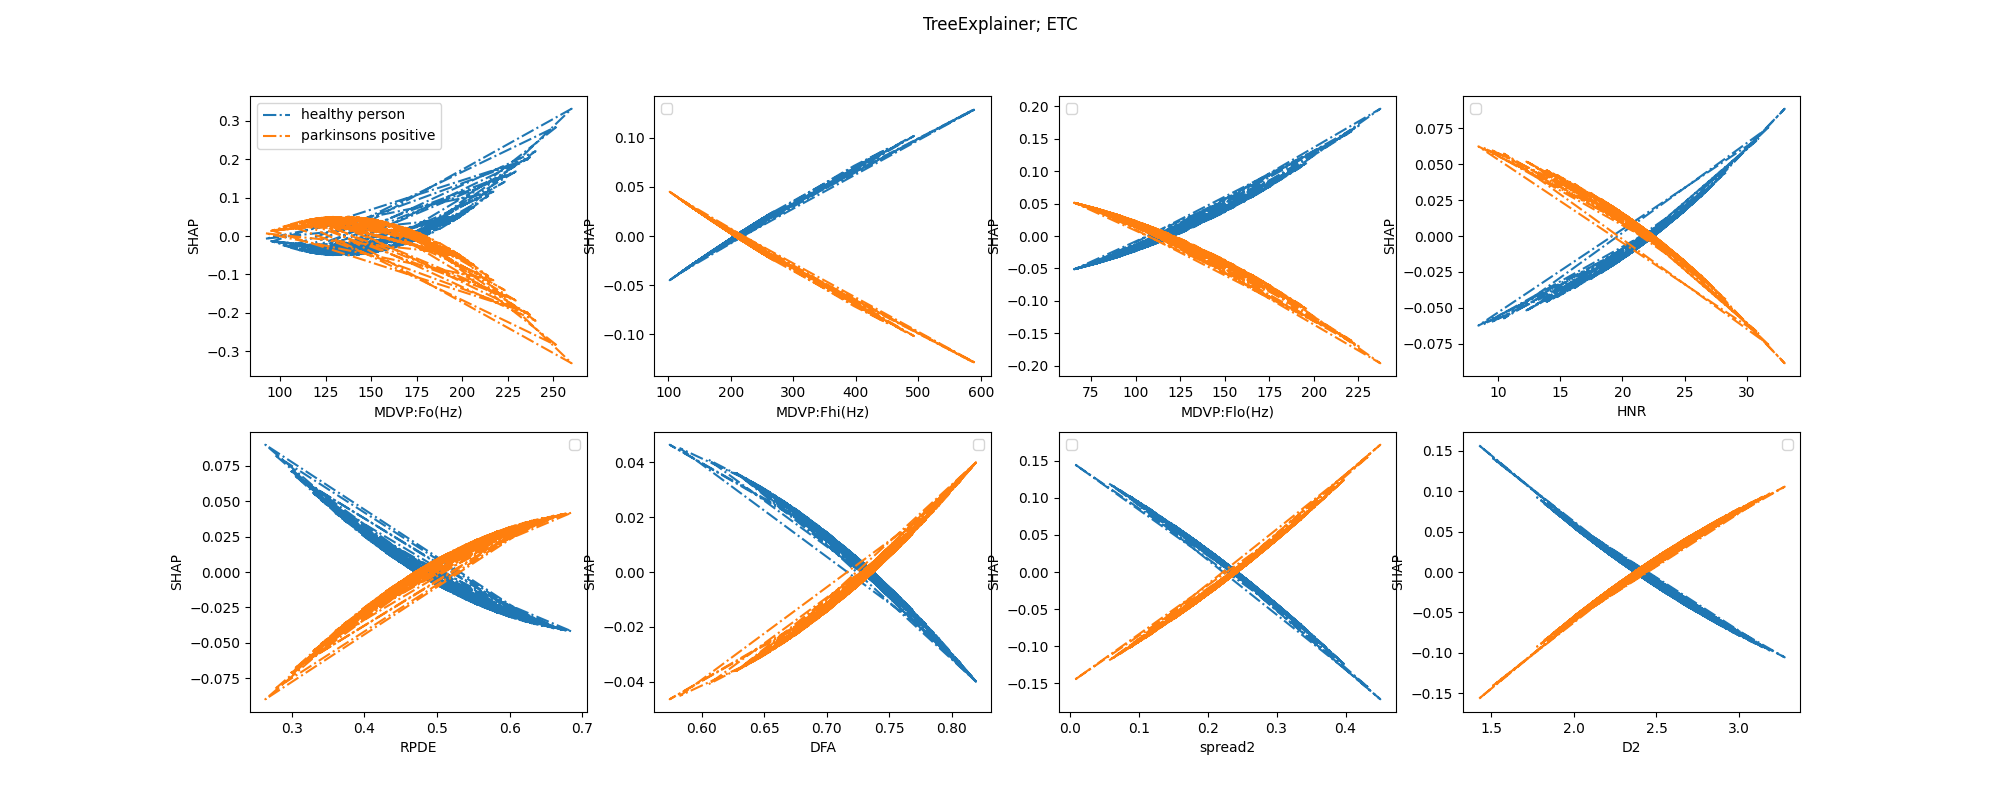 TreeExplainer; ETC
healthy person
parkinsons positive
0.3
0.2
0.1
0.0
−0.1
−0.2
−0.3
SHAP
100 125 150 175 200 225 250
MDVP:Fo(Hz)
0.10
0.05
0.00
−0.05
−0.10
SHAP
100 200 300 400 500 600
MDVP:Fhi(Hz)
0.20
0.15
0.10
0.05
0.00
−0.05
−0.10
−0.15
−0.20
SHAP
75 100 125 150 175 200 225
MDVP:Flo(Hz)
0.075
0.050
0.025
0.000
−0.025
−0.050
−0.075
SHAP
10 15 20 25 30
HNR
0.075
0.050
0.025
0.000
−0.025
−0.050
−0.075
SHAP
0.3 0.4 0.5 0.6 0.7
RPDE
0.04
0.02
0.00
−0.02
−0.04
SHAP
0.60 0.65 0.70 0.75 0.80
DFA
0.15
0.10
0.05
0.00
−0.05
−0.10
−0.15
SHAP
0.0 0.1 0.2 0.3 0.4
spread2
0.15
0.10
0.05
0.00
−0.05
−0.10
−0.15
SHAP
1.5 2.0 2.5 3.0
D2